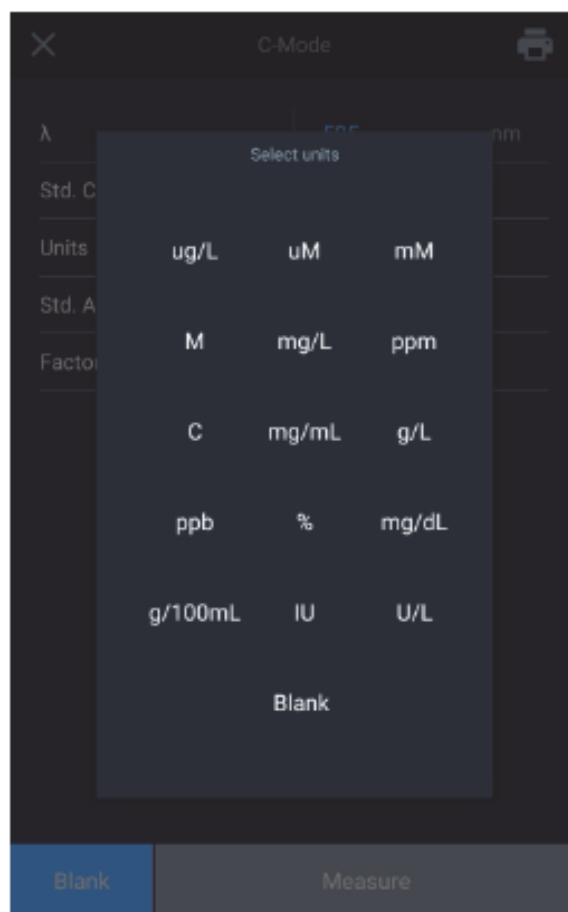 C-Mode
λ nm
Select units
Std. C
Units
ug/L uM mM
Std. A
M mg/L ppm
Facto
C mg/mL g/L
ppb % mg/dL
g/100mL IU U/L
Blank
Blank Measure